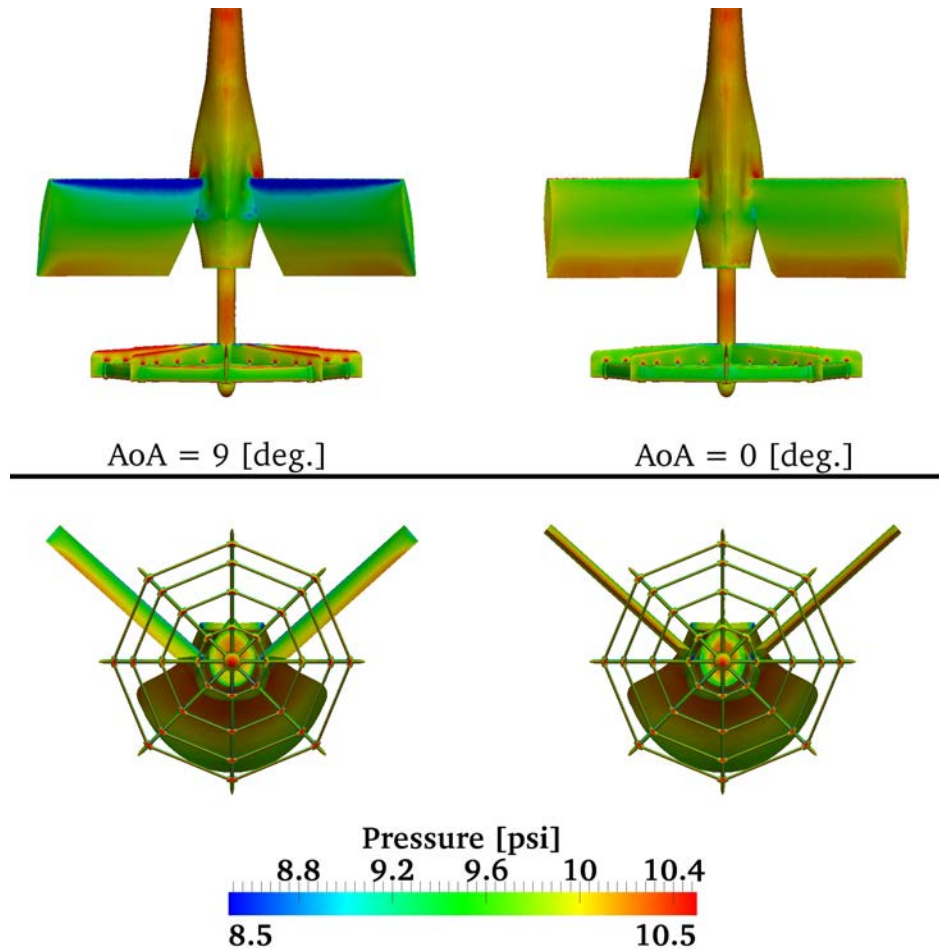 AoA = 9 [deg.] AoA = 0 [deg.]
Pressure [psi]
8.8 9.2 9.6 10 10.4
8.5 10.5